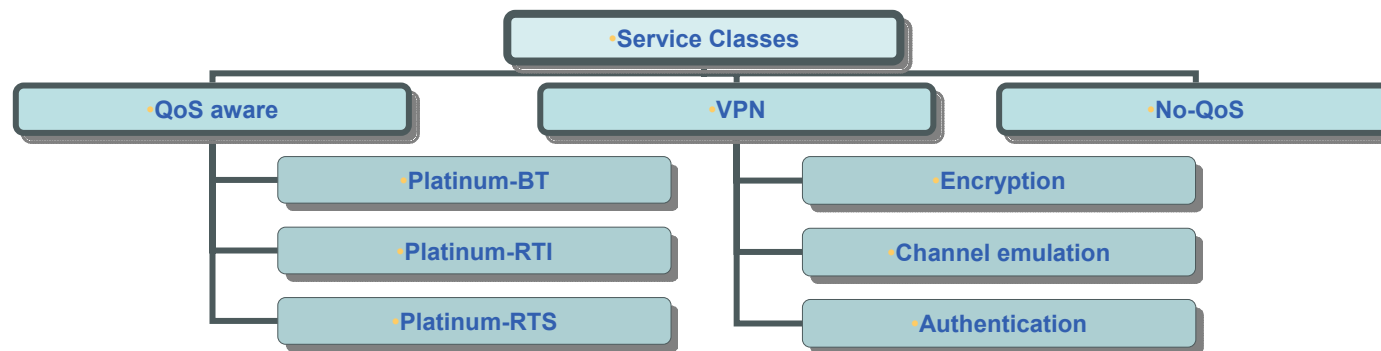 •Service Classes
•QoS aware
•VPN
•No-QoS
•Platinum-BT
•Encryption
•Platinum-RTI
•Channel emulation
•Platinum-RTS
•Authentication